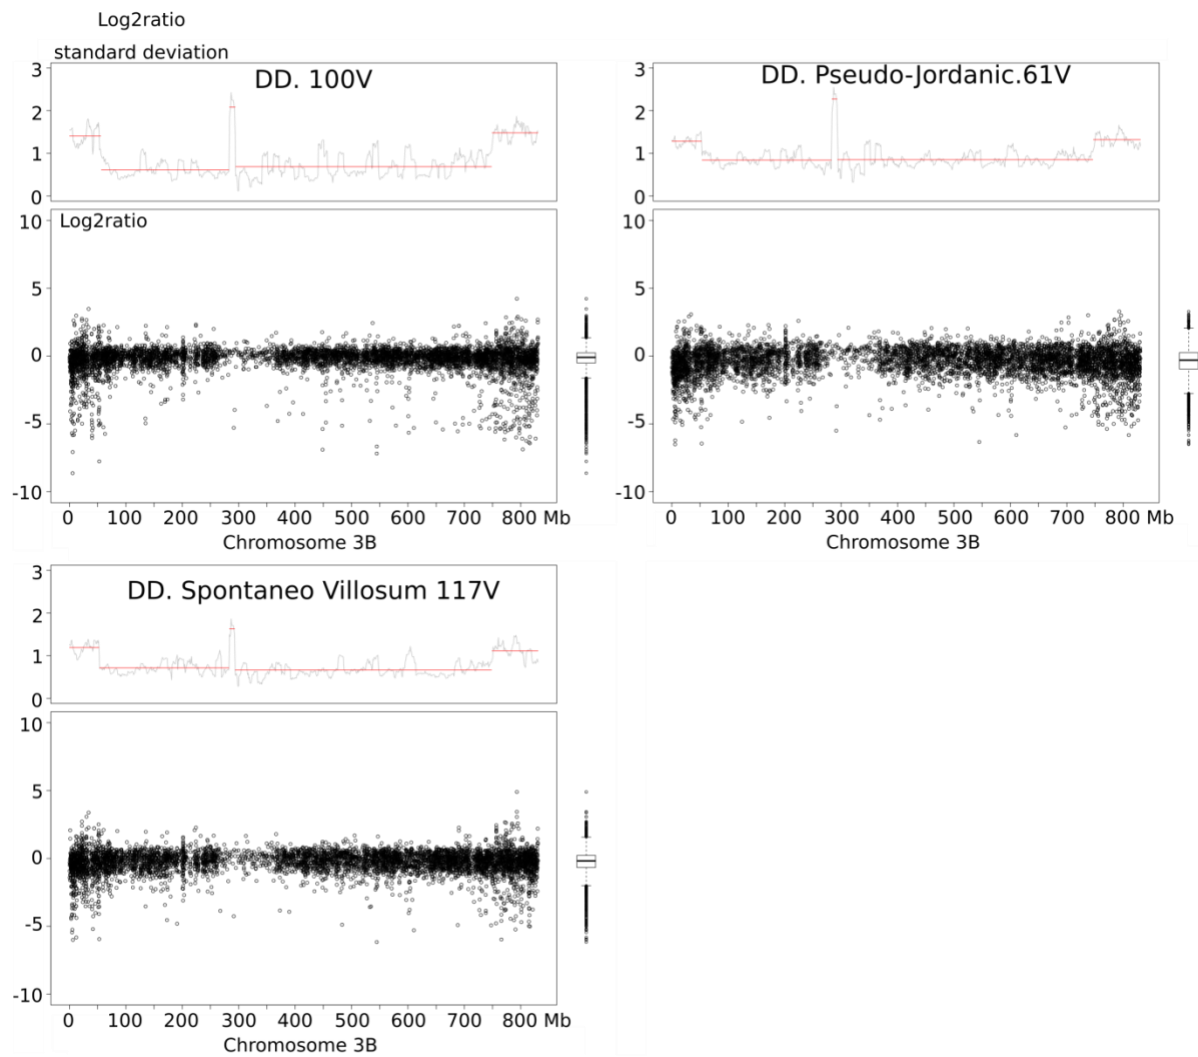 Log2ratio
standard deviation
DD. 100V
3
2
1
0
Log2ratio
10
5
0
-5
-10
0 100 200 300 400 500 600 700 800 Mb
Chromosome 3B
DD. Pseudo-Jordanic.61V
3
2
1
0
10
5
0
-5
-10
0 100 200 300 400 500 600 700 800 Mb
Chromosome 3B
DD. Spontaneo Villosum 117V
3
2
1
0
10
5
0
-5
-10
0 100 200 300 400 500 600 700 800 Mb
Chromosome 3B